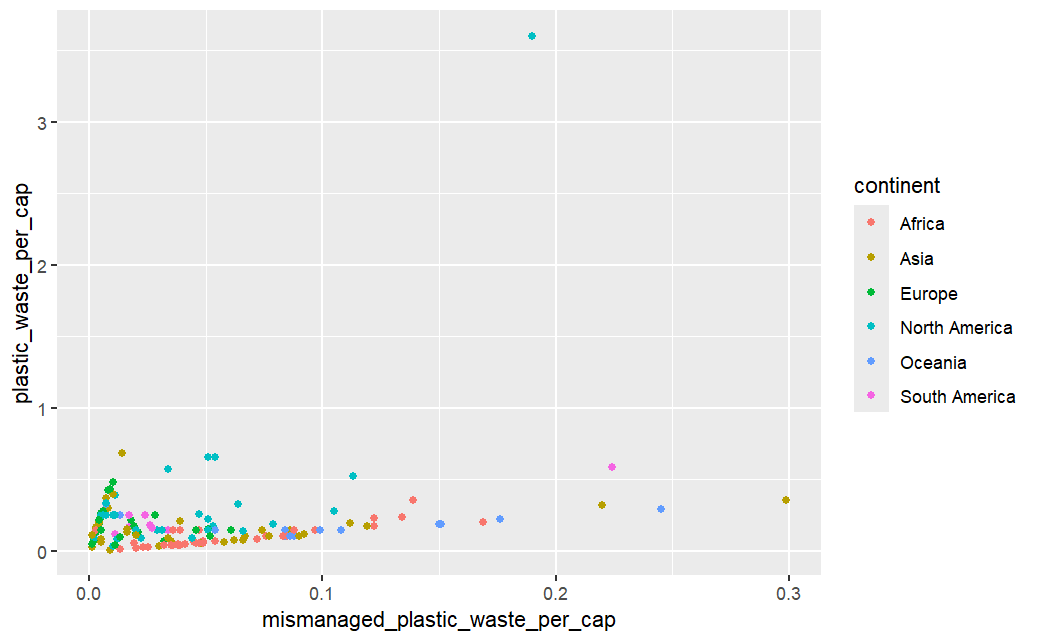 plastic_waste_per_cap
3
2
1
0
0.0
0.1
0.2
0.3
mismanaged_plastic_waste_per_cap
continent
Africa
Asia
Europe
North America
Oceania
South America